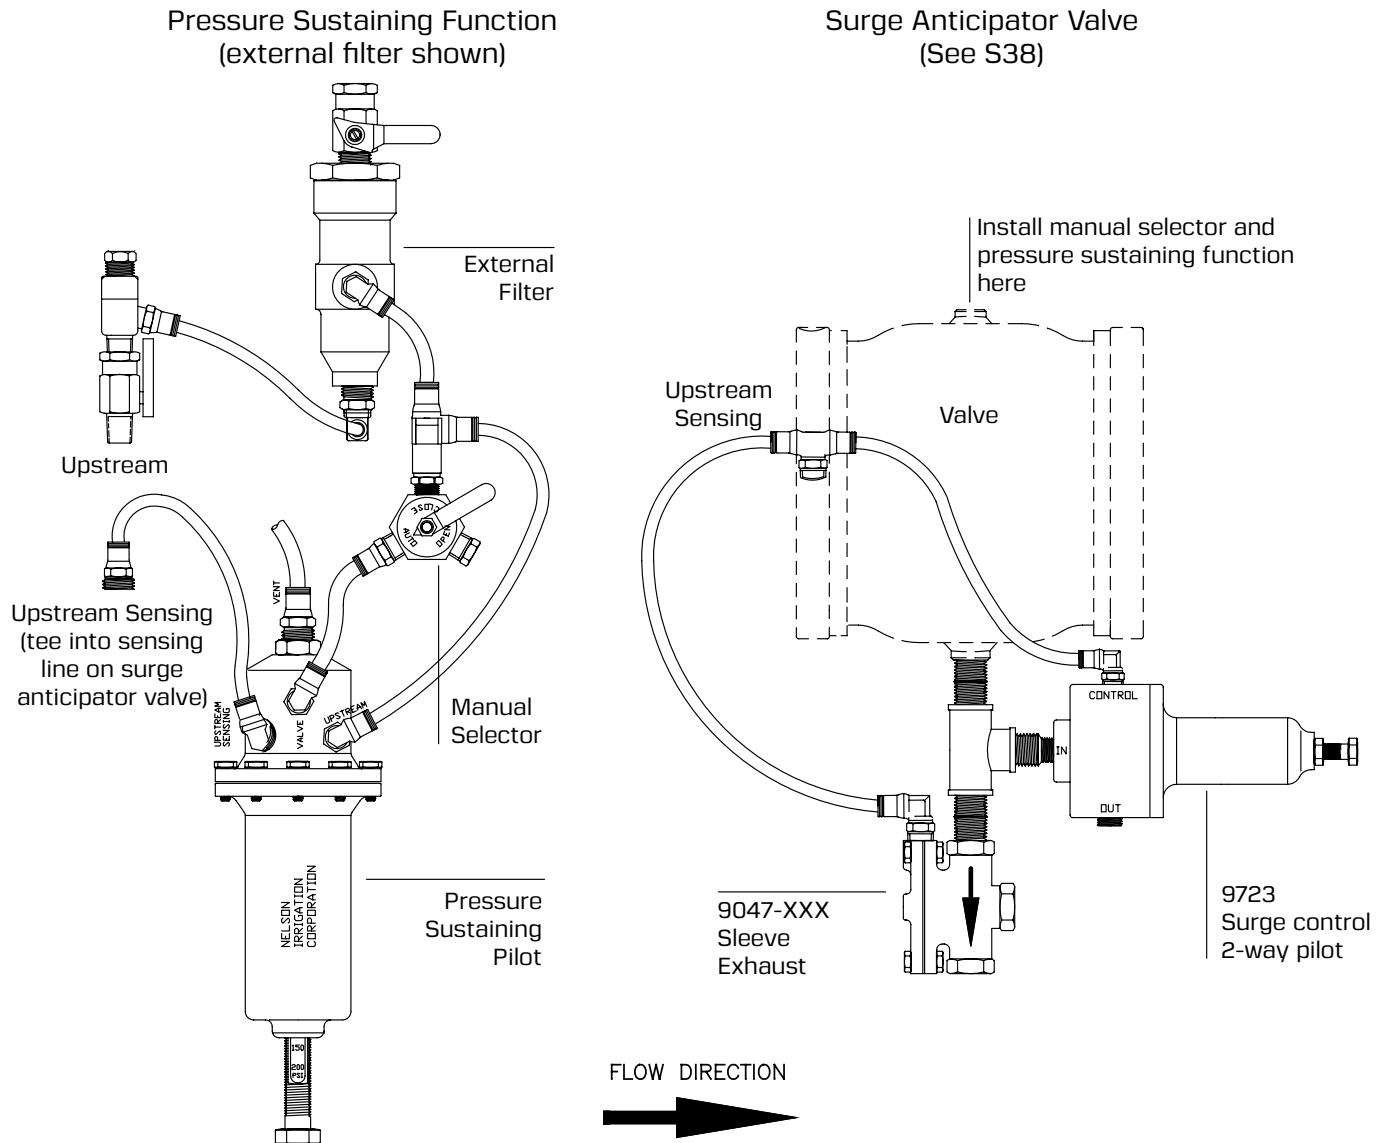 Pressure Sustaining Function
(external filter shown)
Surge Anticipator Valve
(See S38)
Install manual selector and
pressure sustaining function
here
External
Filter
Upstream
Upstream
Sensing
Valve
CLOSE
AUTO
OPEN
VENT
Upstream Sensing
(tee into sensing
line on surge
anticipator valve)
UPSTREAM
SENSING
VALVE
UPSTREAM
Manual
Selector
CONTROL
IN
OUT
NELSON
IRRIGATION
CORPORATION
Pressure
Sustaining
Pilot
9047-XXX
Sleeve
Exhaust
9723
Surge control
2-way pilot
150
200
PSI
FLOW DIRECTION